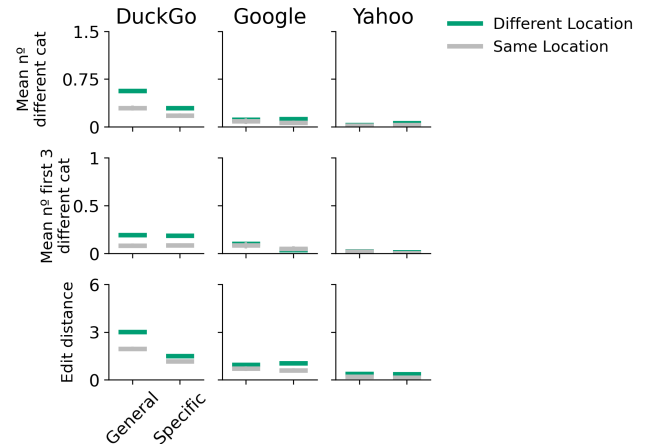 DuckGo Google Yahoo
Different Location
Same Location
Mean nº
different cat
1.5
0.75
0
Mean nº first 3
different cat
1
0.5
0
Edit distance
6
3
0
General Specific